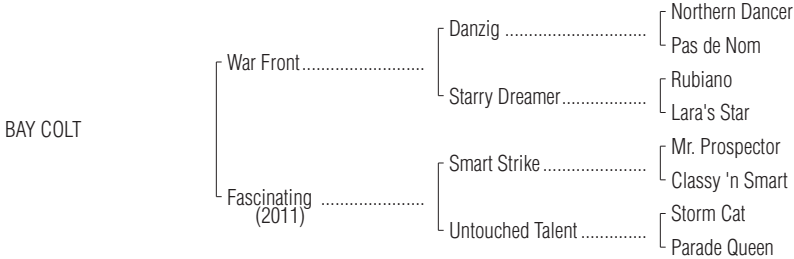 Northern Dancer
Danzig ..............................
Pas de Nom
War Front..........................
Rubiano
Starry Dreamer..................
Lara's Star
BAY COLT
Mr. Prospector
Smart Strike ......................
Classy 'n Smart
Fascinating ......................
(2011)
Storm Cat
Untouched Talent ..............
Parade Queen